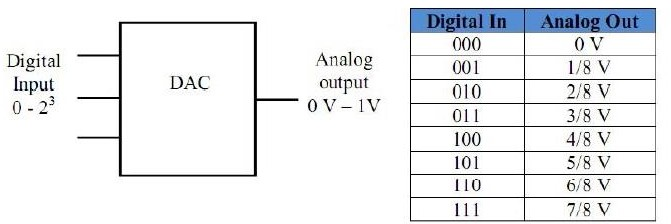 Digital
Input
0 - 2³
DAC
Analog
output
0 V – 1V
Digital In Analog Out
000 0 V
001 1/8 V
010 2/8 V
011 3/8 V
100 4/8 V
101 5/8 V
110 6/8 V
111 7/8 V